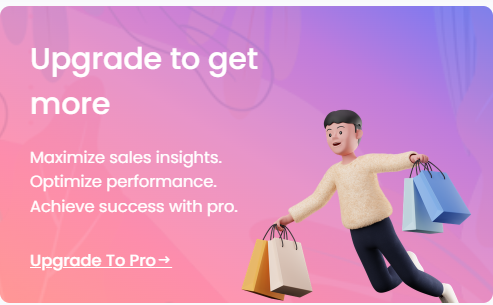 Upgrade to get
more
Maximize sales insights.
Optimize performance.
Achieve success with pro.
Upgrade To Pro→